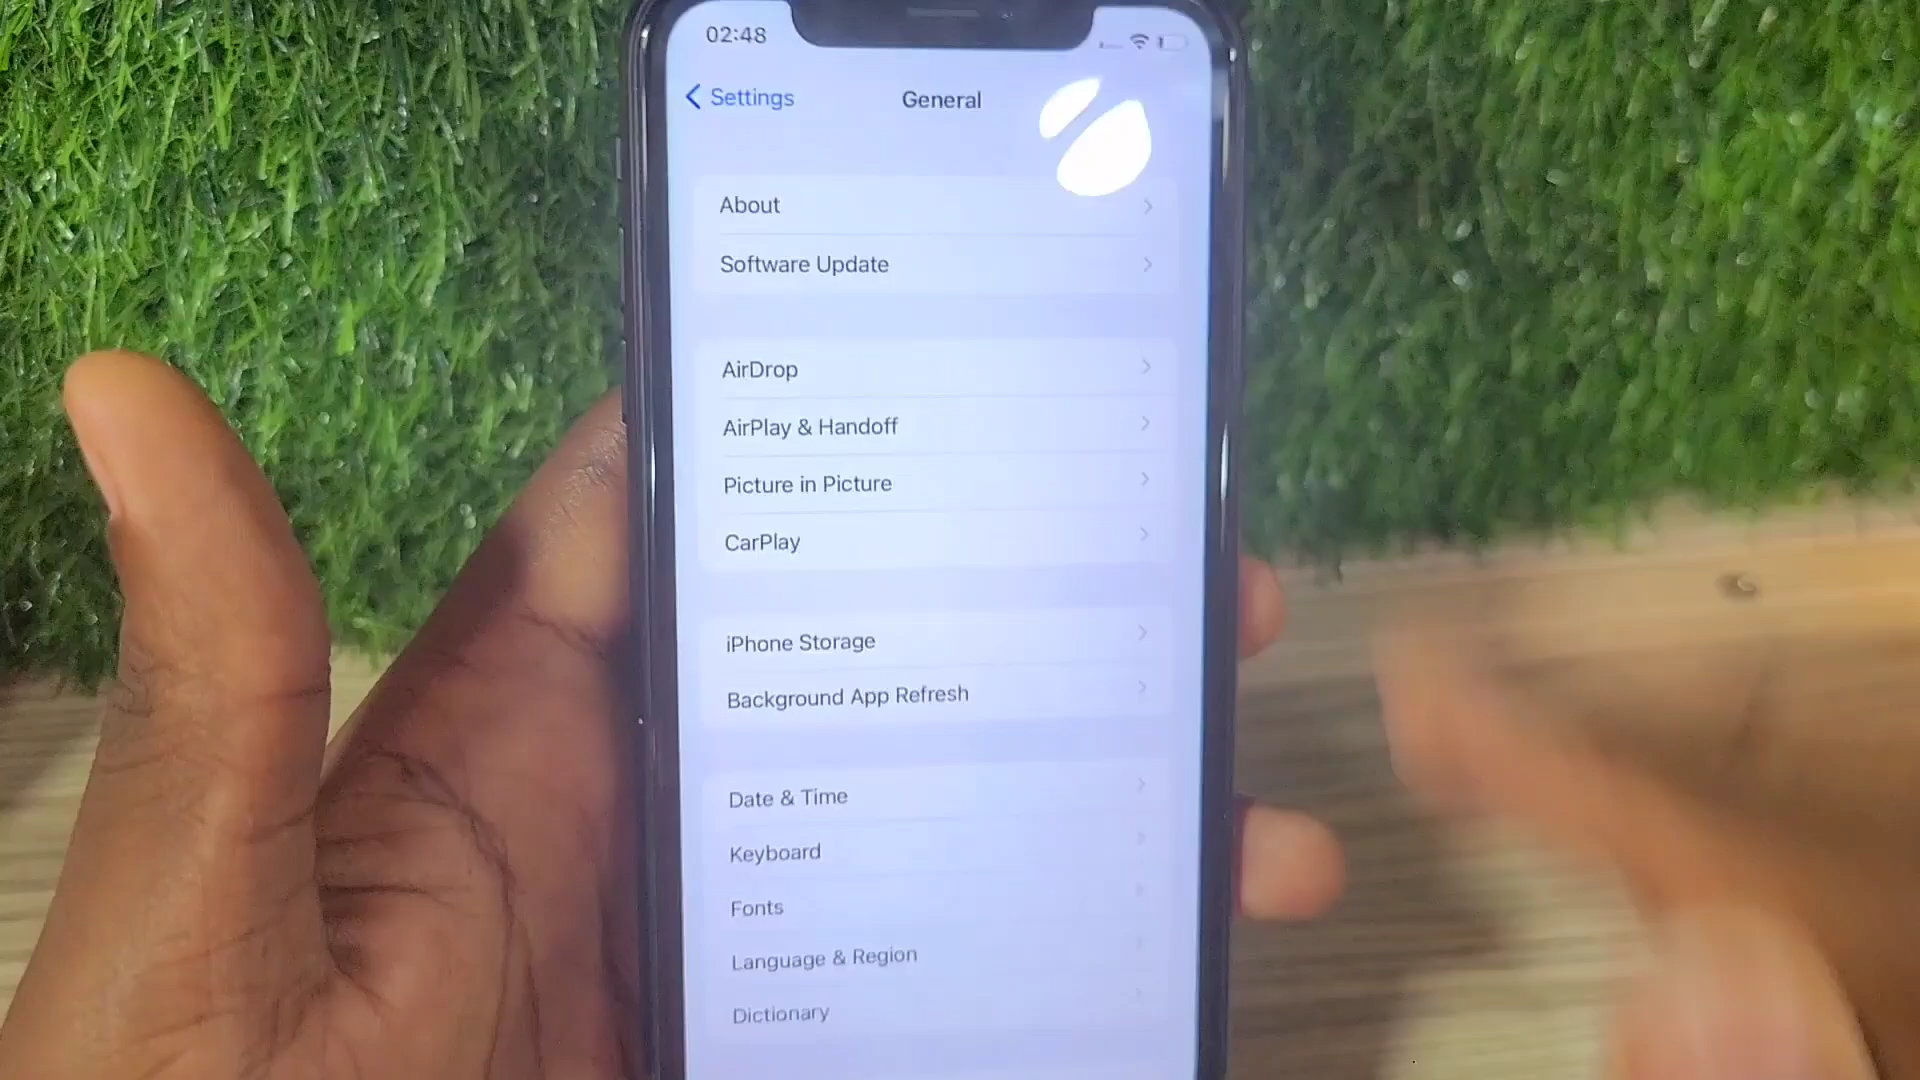 02:48
Settings
General
About
Software Update
AirDrop
AirPlay & Handoff
Picture in Picture
CarPlay
iPhone Storage
Background App Refresh
Date & Time
Keyboard
Fonts
Language & Region
Dictionary